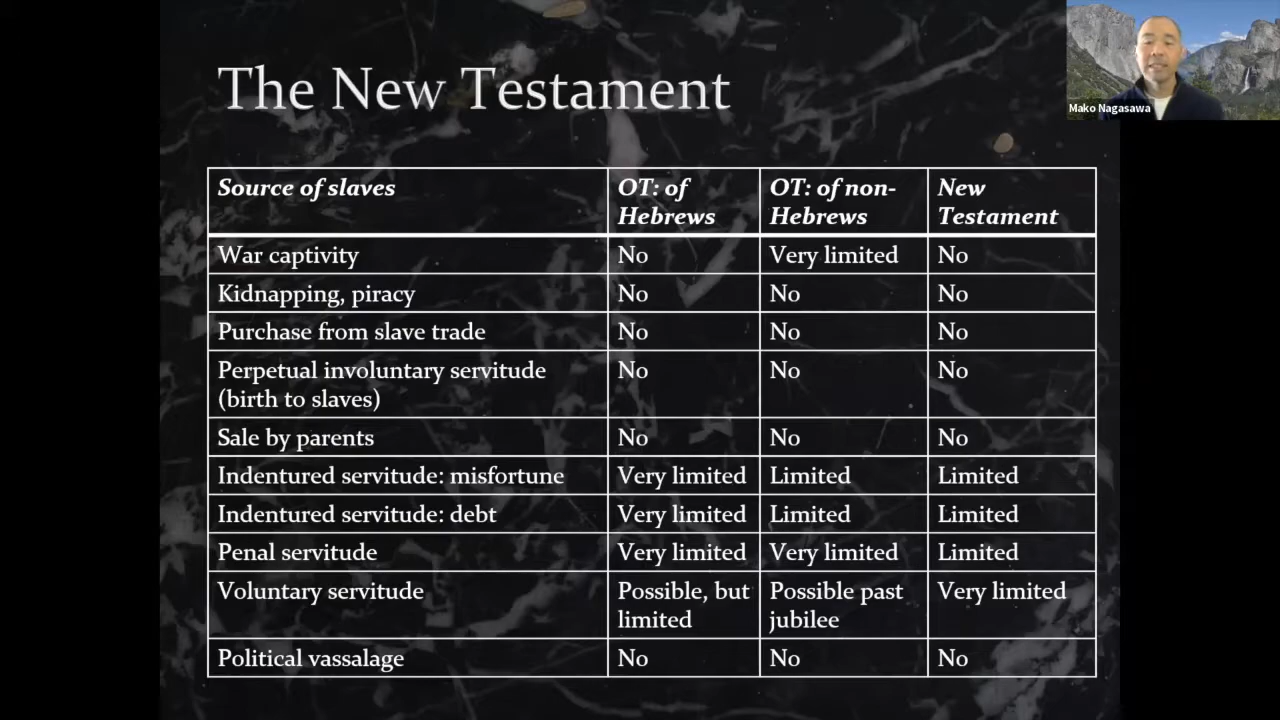 Mako Nagasawa
The New Testament
Source of slaves
OT: of
Hebrews
OT: of non-
Hebrews
New
Testament
War captivity
No
Very limited
No
Kidnapping, piracy
No
No
No
Purchase from slave trade
No
No
No
Perpetual involuntary servitude
(birth to slaves)
No
No
No
Sale by parents
No
No
No
Indentured servitude: misfortune
Very limited
Limited
Limited
Indentured servitude: debt
Very limited
Limited
Limited
Penal servitude
Very limited
Very limited
Limited
Voluntary servitude
Possible, but
limited
Possible past
jubilee
Very limited
Political vassalage
No
No
No